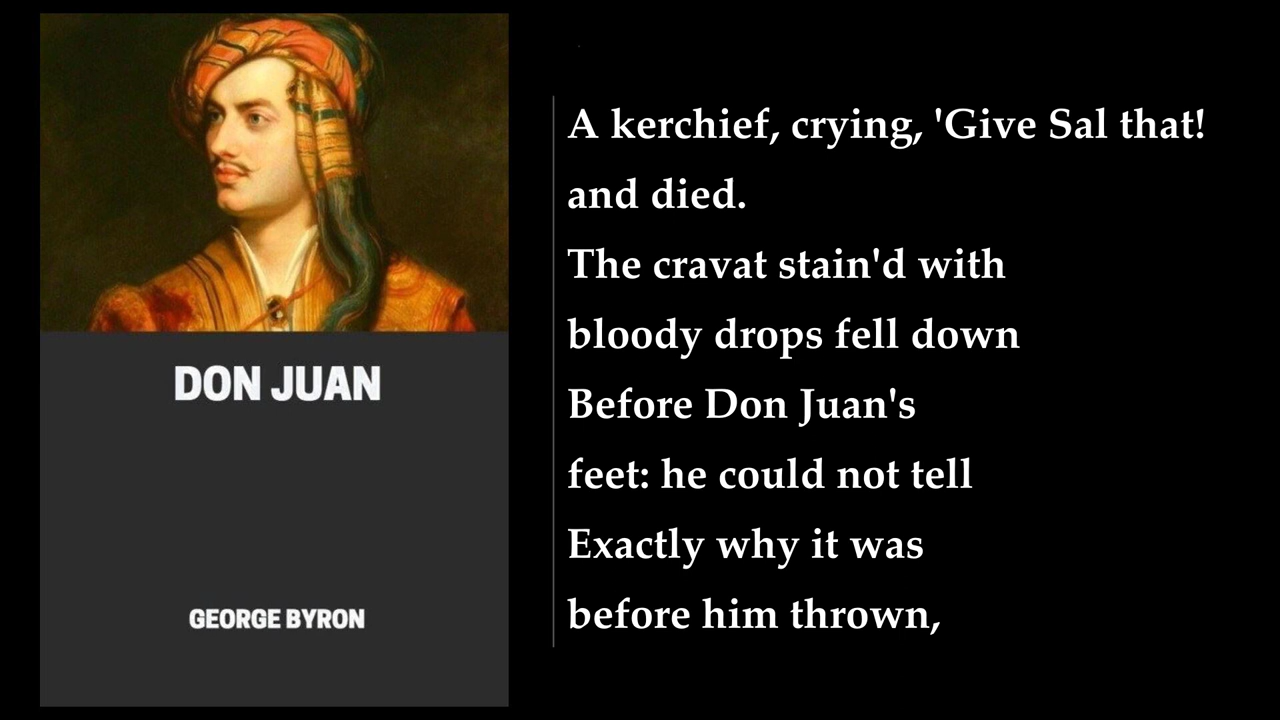 DON JUAN
GEORGE BYRON
A kerchief, crying, 'Give Sal that!
and died.
The cravat stain'd with
bloody drops fell down
Before Don Juan's
feet: he could not tell
Exactly why it was
before him thrown,